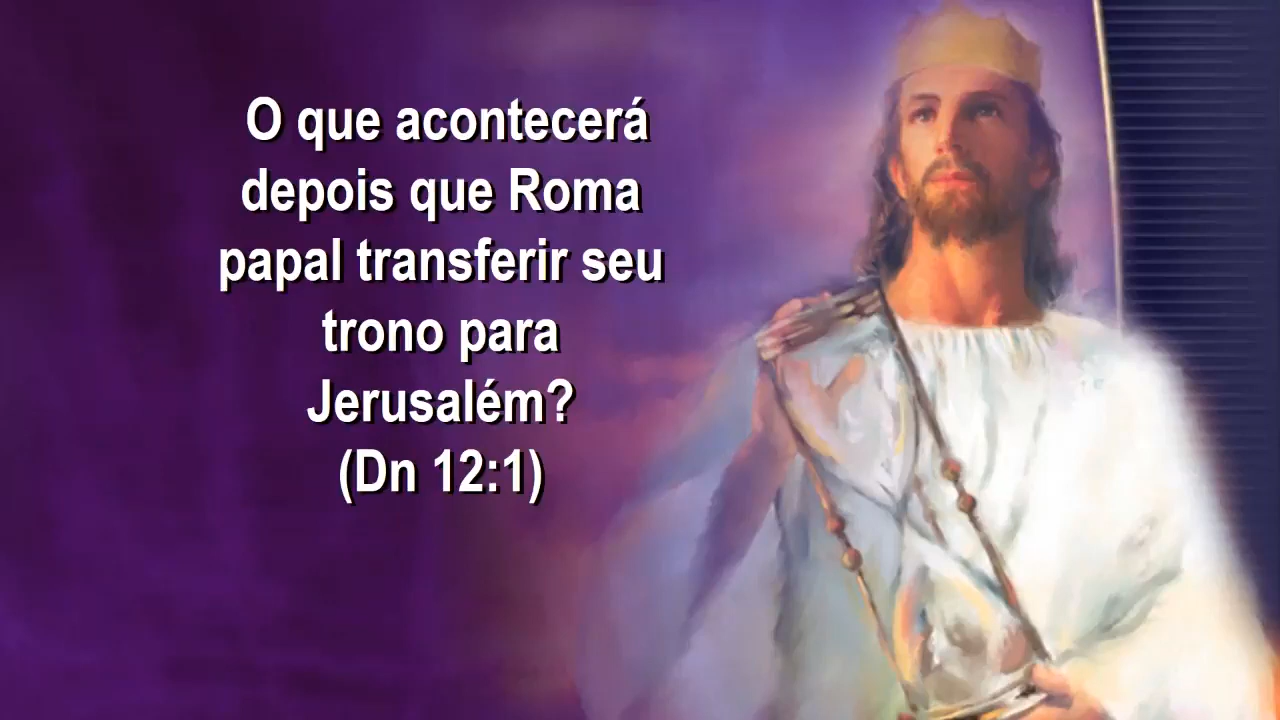 O que acontecerá
depois que Roma
papal transferir seu
trono para
Jerusalém?
(Dn 12:1)